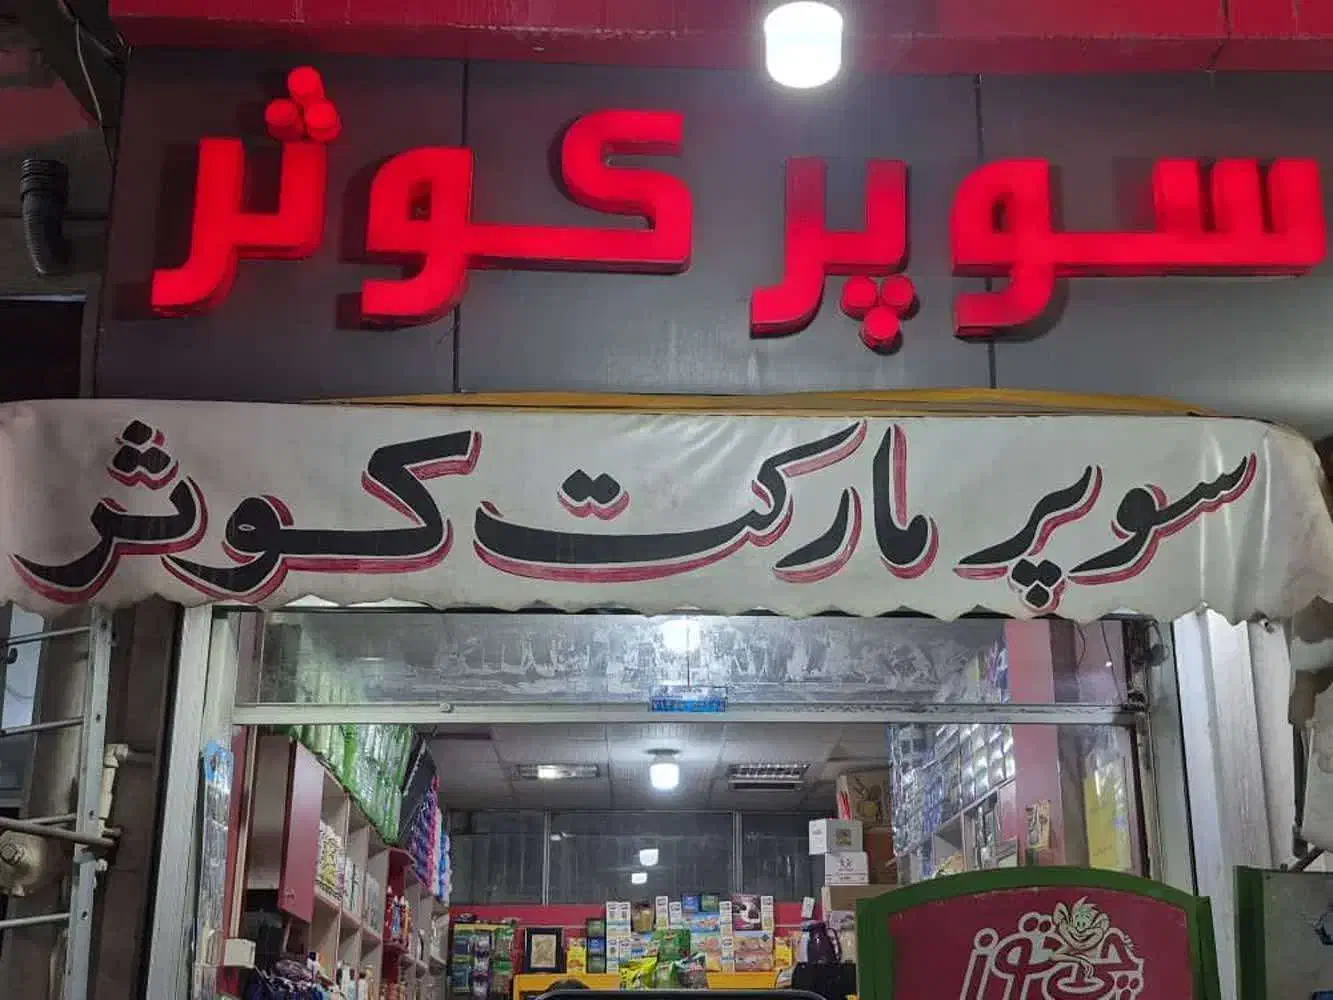 سوپر کوثر
سوپر مارکت کوثر
چی توز